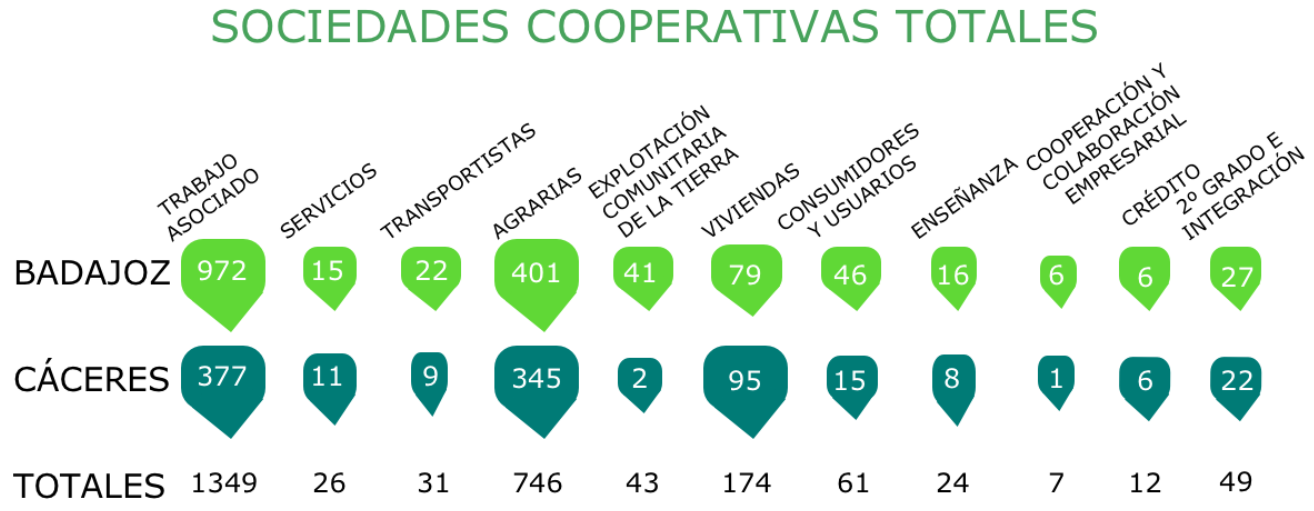 SOCIEDADES COOPERATIVAS TOTALES
TRABAJO
ASOCIADO
SERVICIOS
TRANSPORTISTAS
AGRARIAS
EXPLOTACIÓN
COMUNITARIA
DE LA TIERRA
VIVIENDAS
CONSUMIDORES
Y USUARIOS
ENSEÑANZA
COOPERACIÓN Y
COLABORACIÓN
EMPRESARIAL
CRÉDITO
2º GRADO E
INTEGRACIÓN
BADAJOZ 972 15 22 401 41 79 46 16 6 6 27
CÁCERES 377 11 9 345 2 95 15 8 1 6 22
TOTALES 1349 26 31 746 43 174 61 24 7 12 49